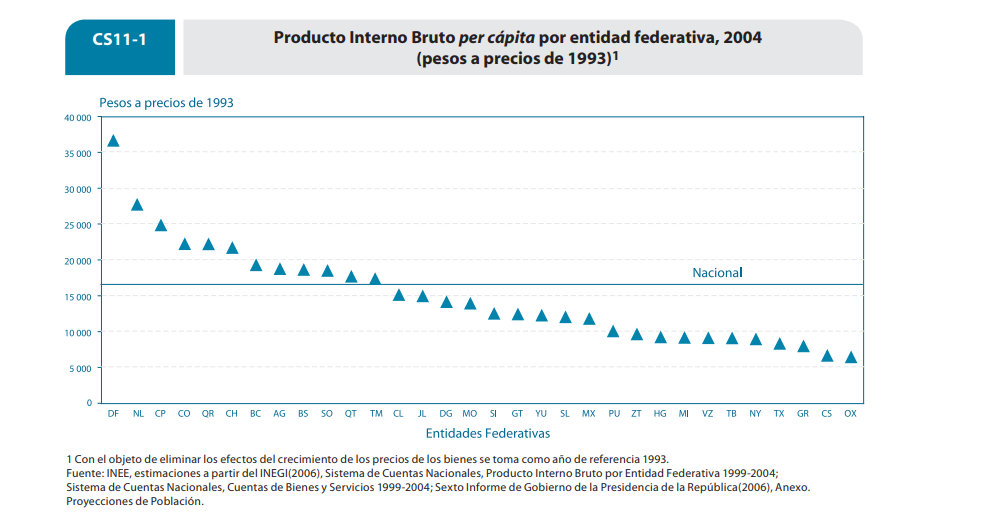 CS11-1
Producto Interno Bruto per cápita por entidad federativa, 2004
(pesos a precios de 1993)¹
Pesos a precios de 1993
40 000
35 000
30 000
25 000
20 000
15 000
10 000
5 000
0
Nacional
DF NL CP CO QR CH BC AG BS SO QT TM CL JL DG MO SI GT YU SL MX PU ZT HG MI VZ TB NY TX GR CS OX
Entidades Federativas
1 Con el objeto de eliminar los efectos del crecimiento de los precios de los bienes se toma como año de referencia 1993.
Fuente: INEE, estimaciones a partir del INEGI(2006), Sistema de Cuentas Nacionales, Producto Interno Bruto por Entidad Federativa 1999-2004;
Sistema de Cuentas Nacionales, Cuentas de Bienes y Servicios 1999-2004; Sexto Informe de Gobierno de la Presidencia de la República(2006), Anexo.
Proyecciones de Población.